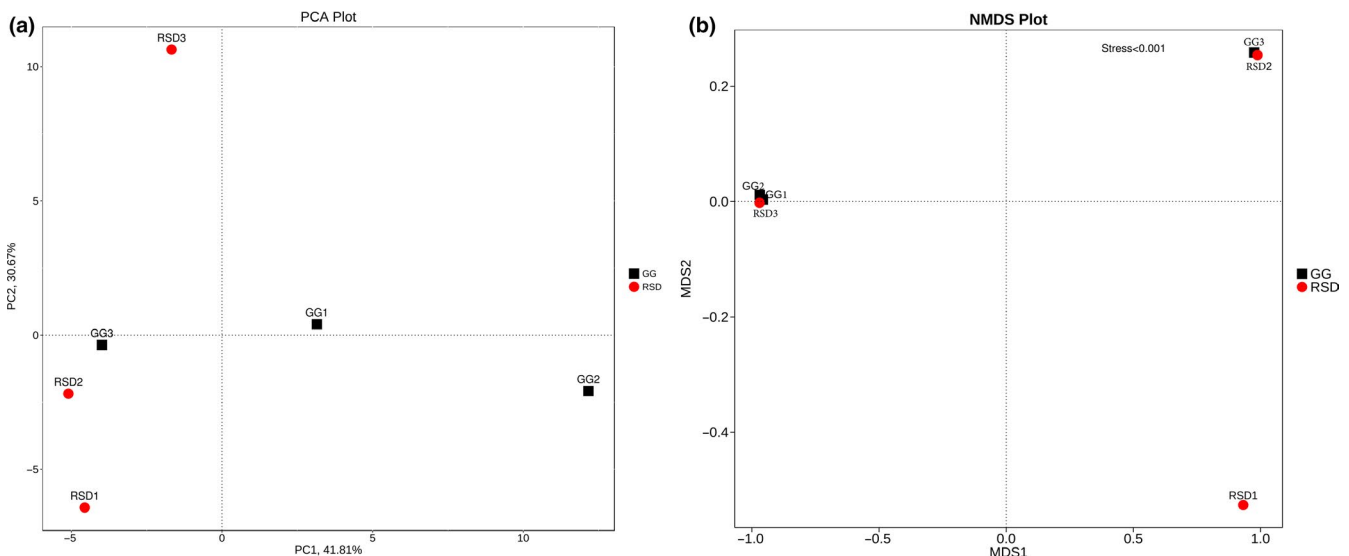 (a)
PCA Plot
RSD3
10
5
0
−5
GG1
GG3
RSD2
GG2
RSD1
PC2, 30.67%
−5
0
5
10
PC1, 41.81%
GG
RSD
(b)
NMDS Plot
Stress<0.001
GG3
RSD2
0.2
0.0
−0.2
−0.4
GG2
GG1
RSD3
RSD1
MDS2
−1.0
−0.5
0.0
0.5
1.0
MDS1
GG
RSD